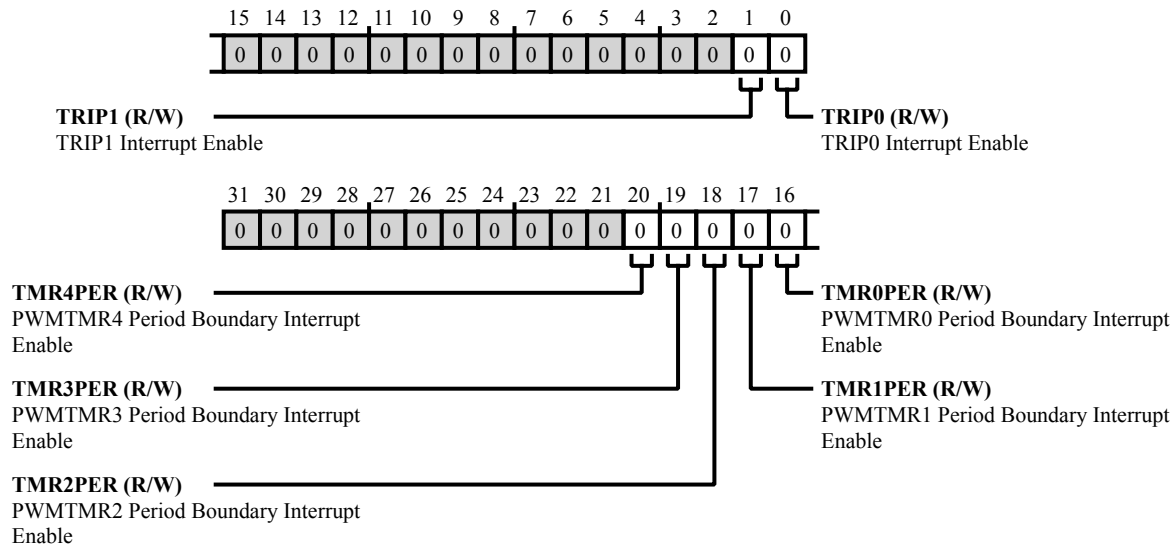 15 14 13 12 11 10 9 8 7 6 5 4 3 2 1 0
0 0 0 0 0 0 0 0 0 0 0 0 0 0 0 0
TRIP1 (R/W)
TRIP1 Interrupt Enable
TRIP0 (R/W)
TRIP0 Interrupt Enable
31 30 29 28 27 26 25 24 23 22 21 20 19 18 17 16
0 0 0 0 0 0 0 0 0 0 0 0 0 0 0 0
TMR4PER (R/W)
PWMTMR4 Period Boundary Interrupt
Enable
TMR0PER (R/W)
PWMTMR0 Period Boundary Interrupt
Enable
TMR3PER (R/W)
PWMTMR3 Period Boundary Interrupt
Enable
TMR1PER (R/W)
PWMTMR1 Period Boundary Interrupt
Enable
TMR2PER (R/W)
PWMTMR2 Period Boundary Interrupt
Enable